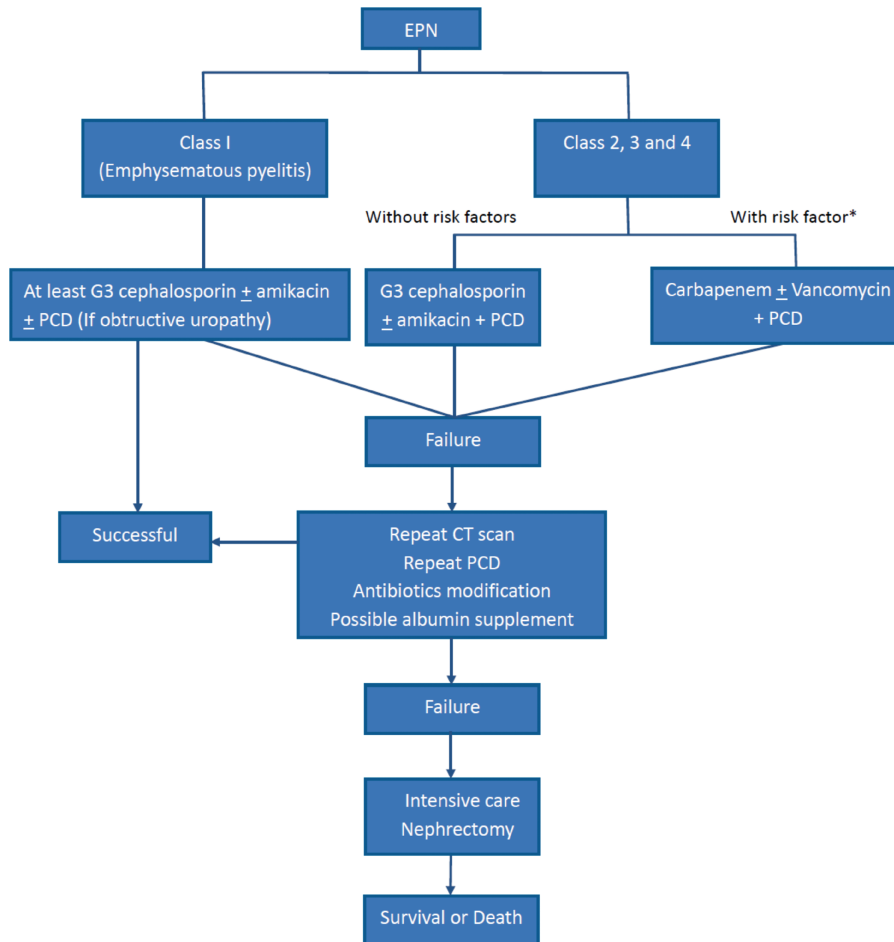 EPN
Class I
(Emphysematous pyelitis)
Class 2, 3 and 4
Without risk factors
With risk factor*
At least G3 cephalosporin + amikacin
+ PCD (If obtructive uropathy)
G3 cephalosporin
+ amikacin + PCD
Carbapenem + Vancomycin
+ PCD
Failure
Successful
Repeat CT scan
Repeat PCD
Antibiotics modification
Possible albumin supplement
Failure
Intensive care
Nephrectomy
Survival or Death